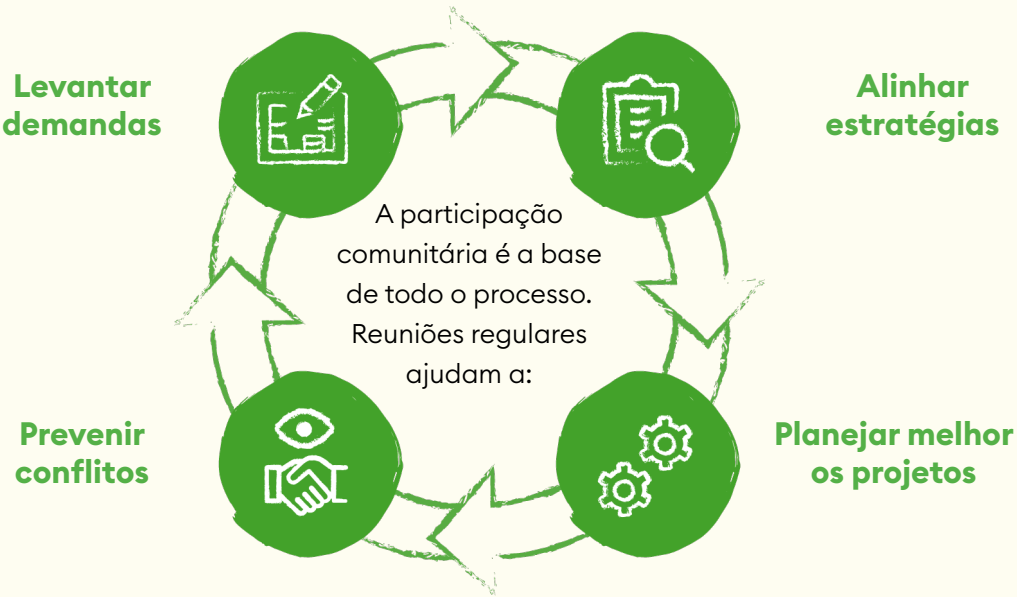 Levantar
demandas
Alinhar
estratégias
A participação
comunitária é a base
de todo o processo.
Reuniões regulares
ajudam a:
Prevenir
conflitos
Planejar melhor
os projetos